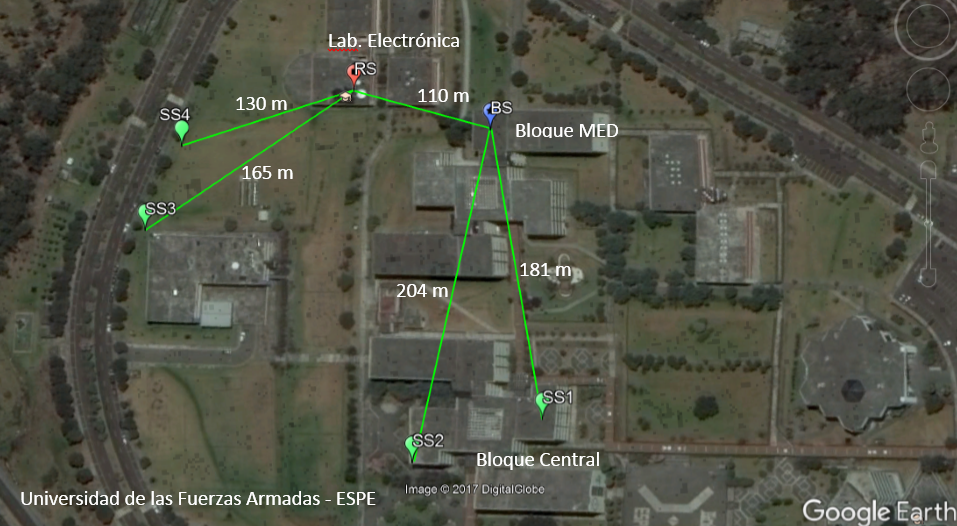 Lab. Electrónica
RS
130 m
110 m
BS
SS4
Bloque MED
165 m
SS3
181 m
204 m
SS1
SS2
Bloque Central
Universidad de las Fuerzas Armadas - ESPE
Image © 2017 DigitalGlobe
Google Earth